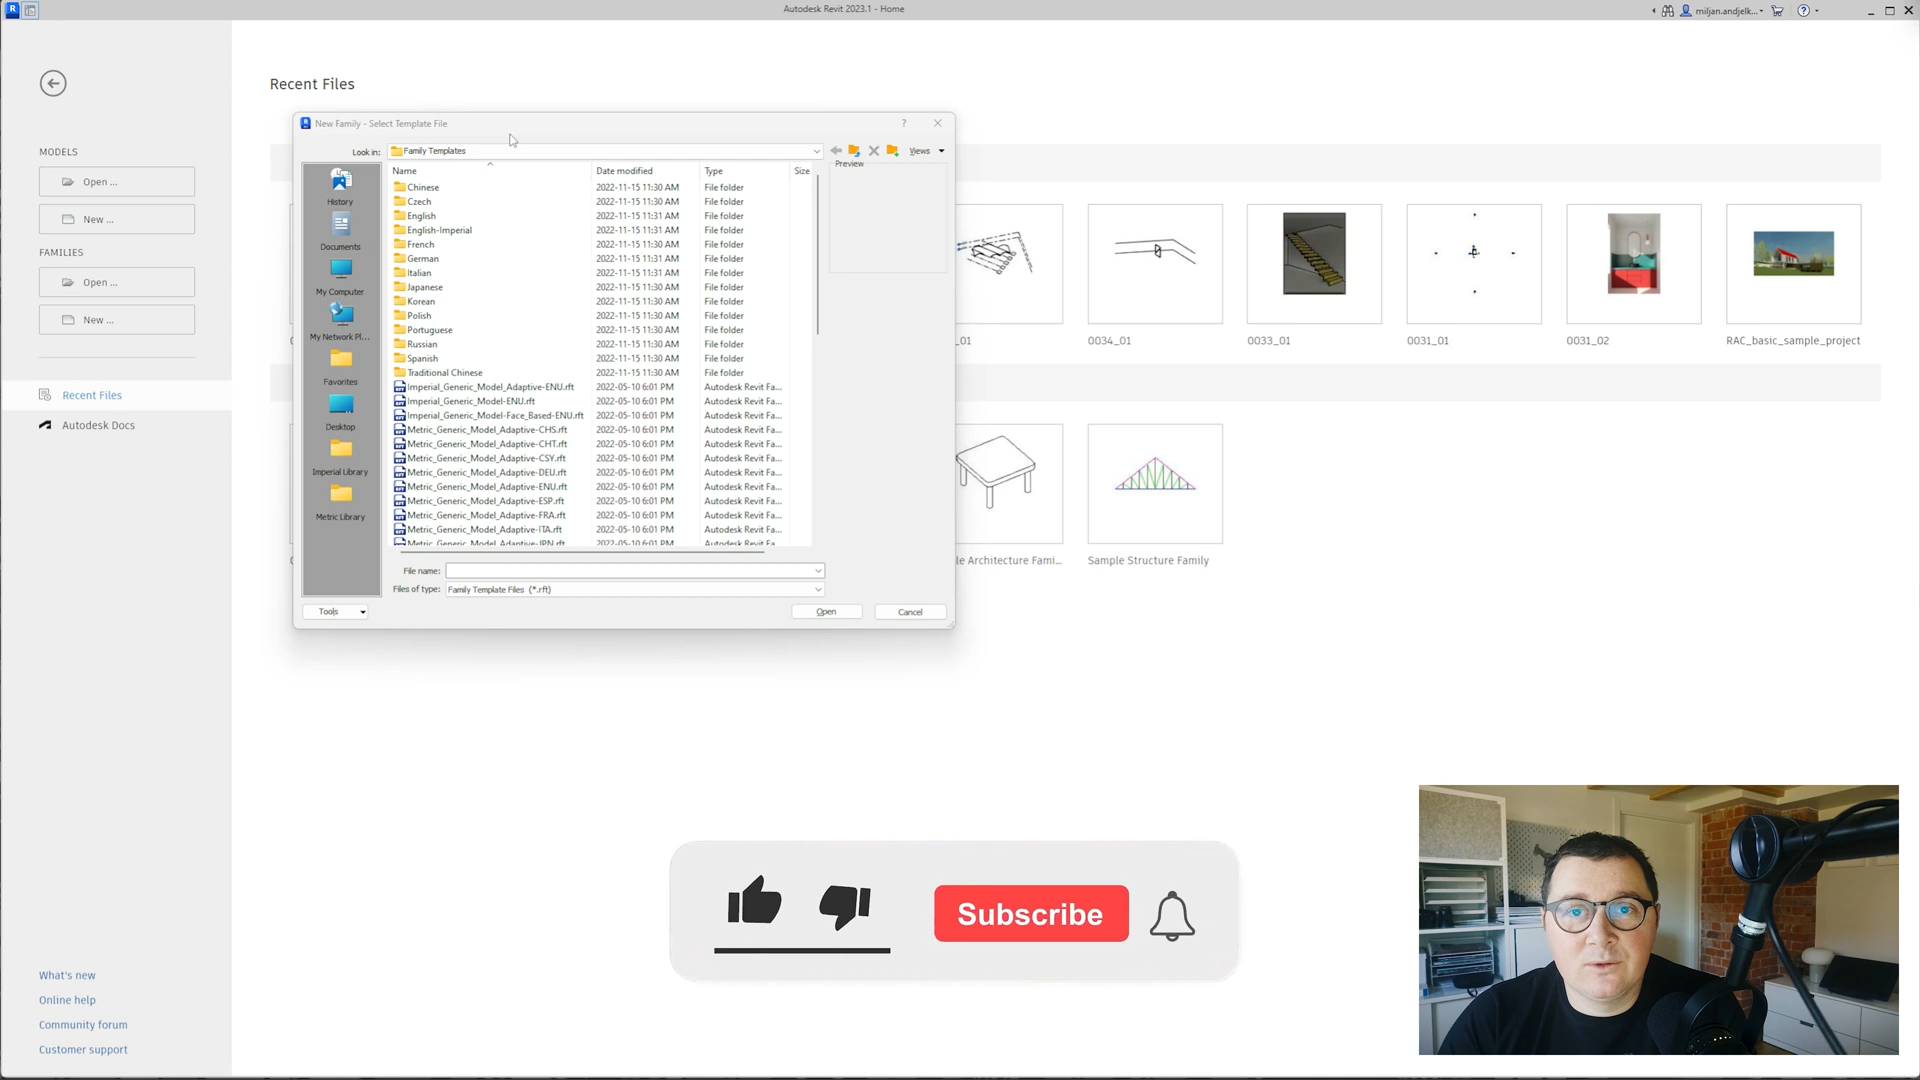 Autodesk Revit 2023.1 - Home
miljan.andjelk...
Recent Files
MODELS
Open ...
New ...
FAMILIES
Open ...
New ...
Recent Files
Autodesk Docs
What's new
Online help
Community forum
Customer support
New Family - Select Template File
?
Look in:
Family Templates
Views
Preview
History
Documents
My Computer
My Network Pl...
Favorites
Desktop
Imperial Library
Metric Library
Name Date modified Type Size
Chinese 2022-11-15 11:30 AM File folder
Czech 2022-11-15 11:30 AM File folder
English 2022-11-15 11:31 AM File folder
English-Imperial 2022-11-15 11:31 AM File folder
French 2022-11-15 11:30 AM File folder
German 2022-11-15 11:31 AM File folder
Italian 2022-11-15 11:31 AM File folder
Japanese 2022-11-15 11:30 AM File folder
Korean 2022-11-15 11:30 AM File folder
Polish 2022-11-15 11:30 AM File folder
Portuguese 2022-11-15 11:30 AM File folder
Russian 2022-11-15 11:30 AM File folder
Spanish 2022-11-15 11:30 AM File folder
Traditional Chinese 2022-11-15 11:30 AM File folder
Imperial_Generic_Model_Adaptive-ENU.rft 2022-05-10 6:01 PM Autodesk Revit Fa...
Imperial_Generic_Model-ENU.rft 2022-05-10 6:01 PM Autodesk Revit Fa...
Imperial_Generic_Model-Face_Based-ENU.rft 2022-05-10 6:01 PM Autodesk Revit Fa...
Metric_Generic_Model_Adaptive-CHS.rft 2022-05-10 6:01 PM Autodesk Revit Fa...
Metric_Generic_Model_Adaptive-CHT.rft 2022-05-10 6:01 PM Autodesk Revit Fa...
Metric_Generic_Model_Adaptive-CSY.rft 2022-05-10 6:01 PM Autodesk Revit Fa...
Metric_Generic_Model_Adaptive-DEU.rft 2022-05-10 6:01 PM Autodesk Revit Fa...
Metric_Generic_Model_Adaptive-ENU.rft 2022-05-10 6:01 PM Autodesk Revit Fa...
Metric_Generic_Model_Adaptive-ESP.rft 2022-05-10 6:01 PM Autodesk Revit Fa...
Metric_Generic_Model_Adaptive-FRA.rft 2022-05-10 6:01 PM Autodesk Revit Fa...
Metric_Generic_Model_Adaptive-ITA.rft 2022-05-10 6:01 PM Autodesk Revit Fa...
Metric_Generic_Model_Adaptive-JPN.rft 2022-05-10 6:01 PM Autodesk Revit Fa...
File name:
Files of type: Family Template Files (*.rft)
Tools
Open
Cancel
_01
0034_01
0033_01
0031_01
0031_02
RAC_basic_sample_project
le Architecture Fami...
Sample Structure Family
Subscribe